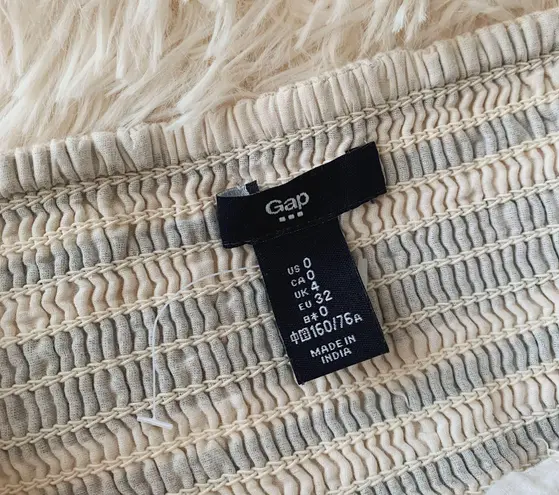 Gap
US 0
CA 0
UK 4
EU 32
B* 0
中国160/76A
MADE IN
INDIA